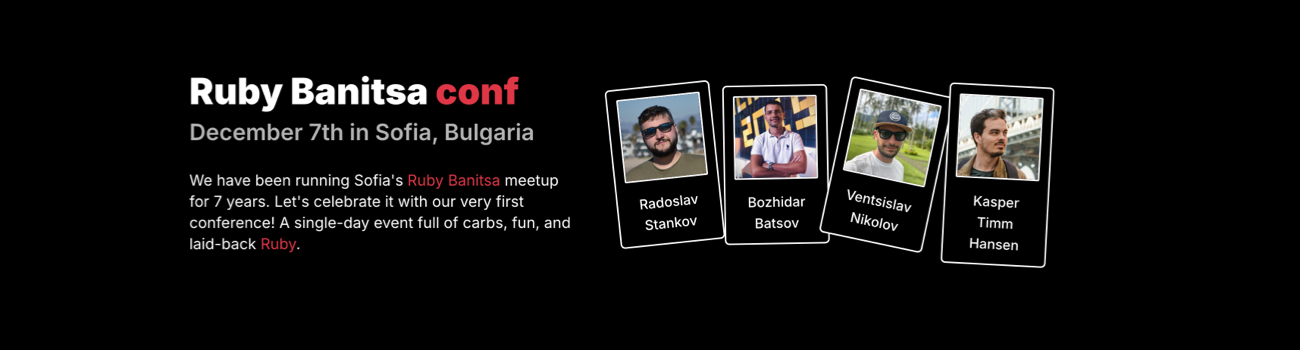 Ruby Banitsa conf
December 7th in Sofia, Bulgaria
We have been running Sofia's Ruby Banitsa meetup
for 7 years. Let's celebrate it with our very first
conference! A single-day event full of carbs, fun, and
laid-back Ruby.
Radoslav
Stankov
Bozhidar
Batsov
Ventsislav
Nikolov
Kasper
Timm
Hansen